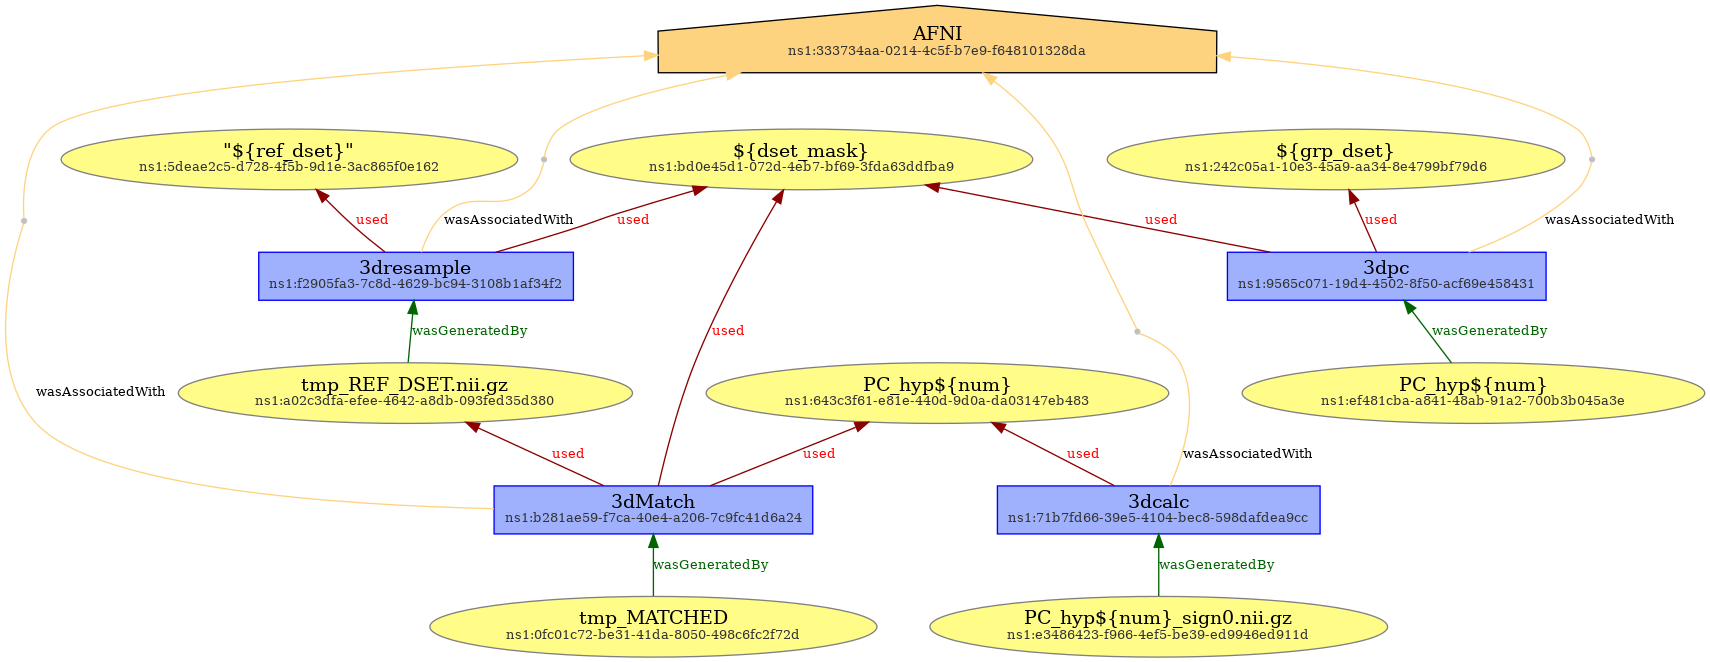 AFNI
ns1:333734aa-0214-4c5f-b7e9-f648101328da
"${ref_dset}"
ns1:5deae2c5-d728-4f5b-9d1e-3ac865f0e162
${dset_mask}
ns1:bd0e45d1-072d-4eb7-bf69-3fda63ddfba9
${grp_dset}
ns1:242c05a1-10e3-45a9-aa34-8e4799bf79d6
used
wasAssociatedWith
used
used
used
wasAssociatedWith
3dresample
ns1:f2905fa3-7c8d-4629-bc94-3108b1af34f2
3dpc
ns1:9565c071-19d4-4502-8f50-acf69e458431
wasGeneratedBy
used
wasGeneratedBy
wasAssociatedWith
tmp_REF_DSET.nii.gz
ns1:a02c3dfa-efee-4642-a8db-093fed35d380
PC_hyp${num}
ns1:643c3f61-e81e-440d-9d0a-da03147eb483
PC_hyp${num}
ns1:ef481cba-a841-48ab-91a2-700b3b045a3e
used
used
used
wasAssociatedWith
3dMatch
ns1:b281ae59-f7ca-40e4-a206-7c9fc41d6a24
3dcalc
ns1:71b7fd66-39e5-4104-bec8-598dafdea9cc
wasGeneratedBy
wasGeneratedBy
tmp_MATCHED
ns1:0fc01c72-be31-41da-8050-498c6fc2f72d
PC_hyp${num}_sign0.nii.gz
ns1:e3486423-f966-4ef5-be39-ed9946ed911d